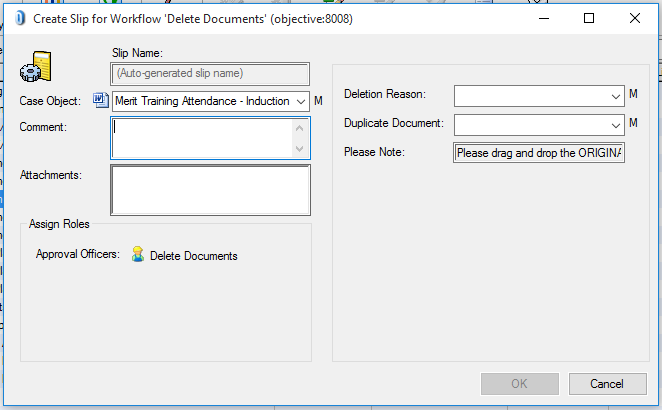 Create Slip for Workflow 'Delete Documents' (objective:8008)
Slip Name:
(Auto-generated slip name)
Case Object: Merit Training Attendance - Induction M
Comment:
Attachments:
Assign Roles
Approval Officers: Delete Documents
Deletion Reason: M
Duplicate Document: M
Please Note: Please drag and drop the ORIGINA
OK Cancel